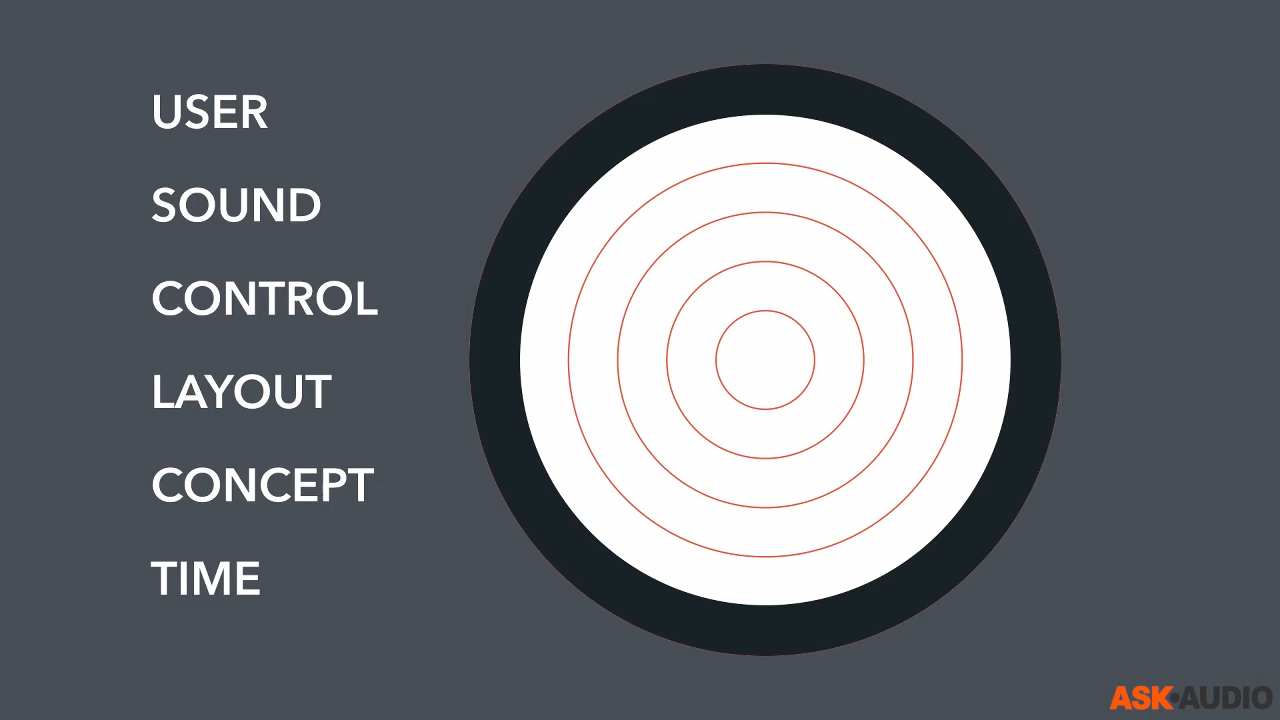 USER
SOUND
CONTROL
LAYOUT
CONCEPT
TIME
ASK•AUDIO